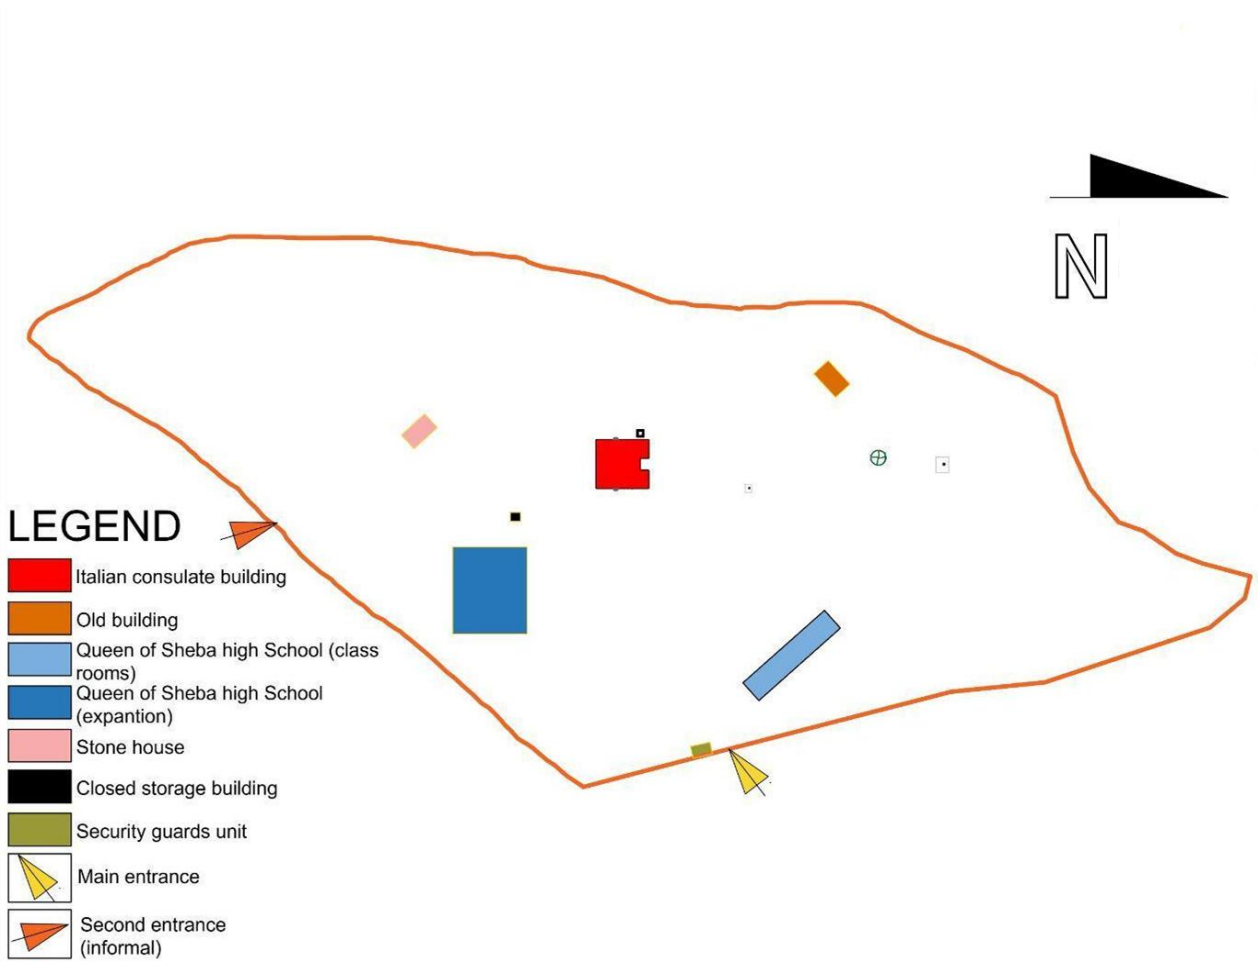 N
LEGEND
Italian consulate building
Old building
Queen of Sheba high School (class
rooms)
Queen of Sheba high School
(expantion)
Stone house
Closed storage building
Security guards unit
Main entrance
Second entrance
(informal)